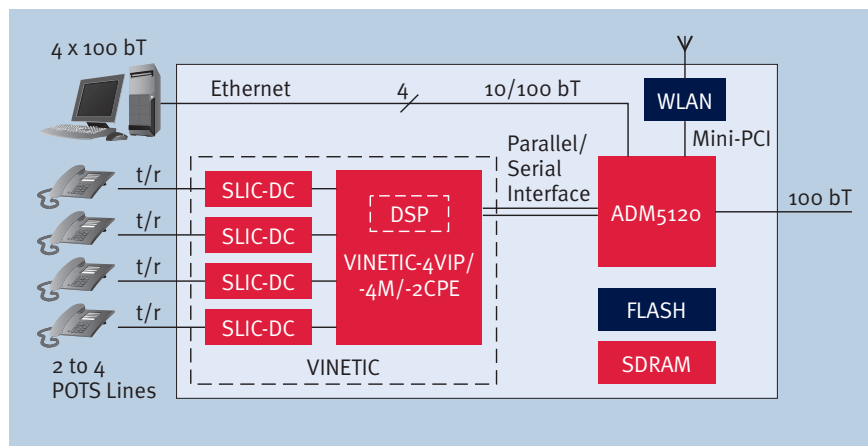 4 x 100 bT
Ethernet
4
10/100 bT
WLAN
Mini-PCI
Parallel/
Serial
Interface
t/r
SLIC-DC
DSP
ADM5120
100 bT
t/r
SLIC-DC
VINETIC-4VIP/
-4M/-2CPE
t/r
SLIC-DC
t/r
SLIC-DC
FLASH
SDRAM
VINETIC
2 to 4
POTS Lines